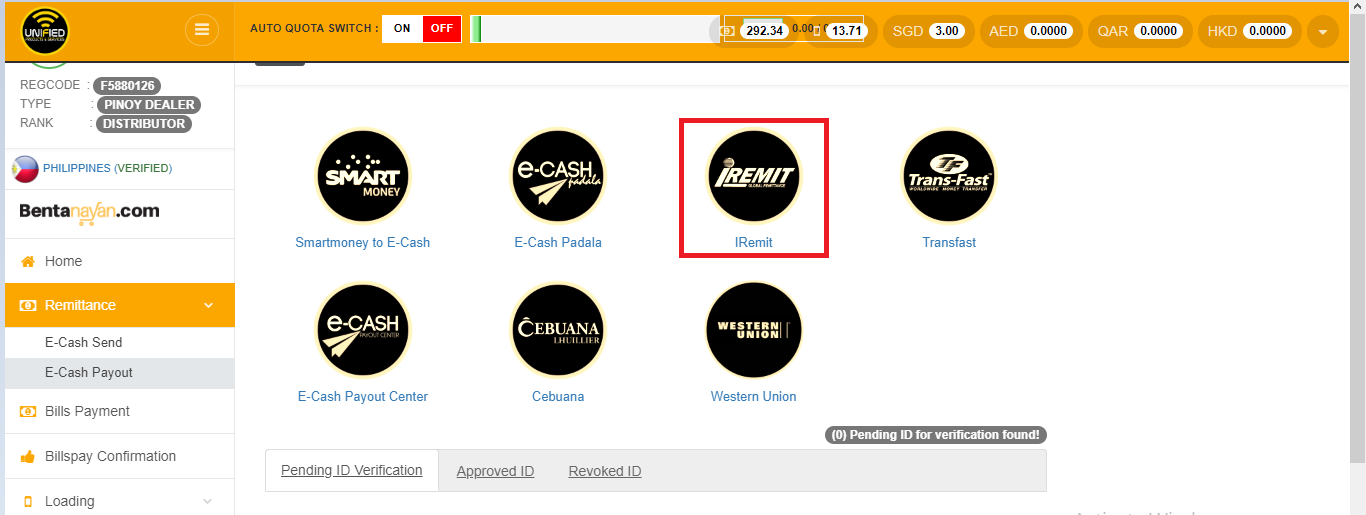 UNIFIED
PRODUCTS & SERVICES
AUTO QUOTA SWITCH : ON OFF
292.34 0.00 13.71 SGD 3.00 AED 0.0000 QAR 0.0000 HKD 0.0000
REGCODE : F5880126
TYPE : PINOY DEALER
RANK : DISTRIBUTOR
PHILIPPINES (VERIFIED)
Bentanayan.com
Home
Remittance
E-Cash Send
E-Cash Payout
Bills Payment
Billspay Confirmation
Loading
SMART
MONEY
Smartmoney to E-Cash
e-CASH
padala
E-Cash Padala
iREMIT
GLOBAL REMITTANCE
IRemit
TF
Trans-Fast™
WORLDWIDE MONEY TRANSFER
Transfast
e-CASH
PAYOUT CENTER
E-Cash Payout Center
CEBUANA
LHUILLIER
Cebuana
WESTERN
UNION
Western Union
(0) Pending ID for verification found!
Pending ID Verification Approved ID Revoked ID